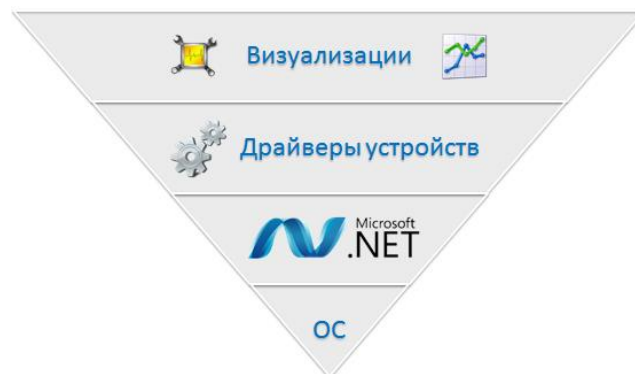 Визуализации
Драйверы устройств
Microsoft
.NET
ОС